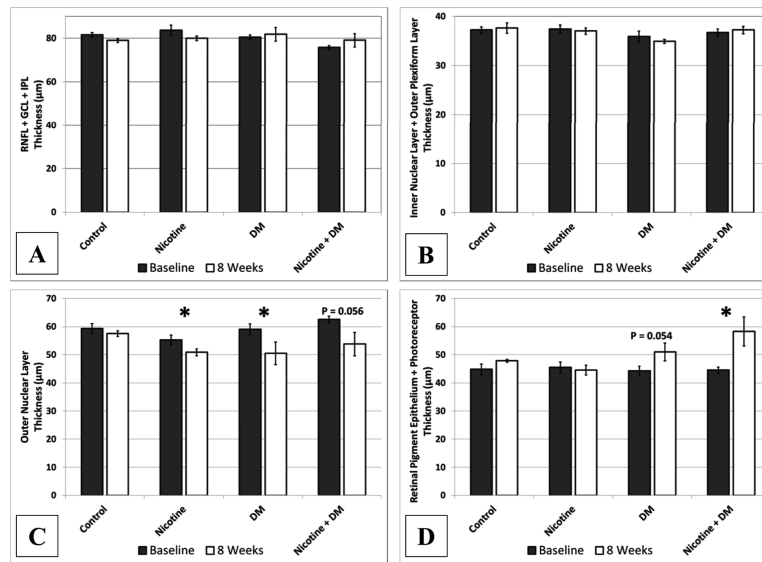 RNFL + GCL + IPL
Thickness (µm)
100
80
60
40
20
0
Control
Nicotine
DM
Nicotine + DM
Baseline
8 Weeks
A
Inner Nuclear Layer + Outer Plexiform Layer
Thickness (µm)
40
30
20
10
0
Control
Nicotine
DM
Nicotine + DM
Baseline
8 Weeks
B
Outer Nuclear Layer
Thickness (µm)
70
60
50
40
30
20
10
0
*
*
P = 0.056
Control
Nicotine
DM
Nicotine + DM
Baseline
8 Weeks
C
Retinal Pigment Epithelium + Photoreceptor
Thickness (µm)
70
60
50
40
30
20
10
0
P = 0.054
*
Control
Nicotine
DM
Nicotine + DM
Baseline
8 Weeks
D